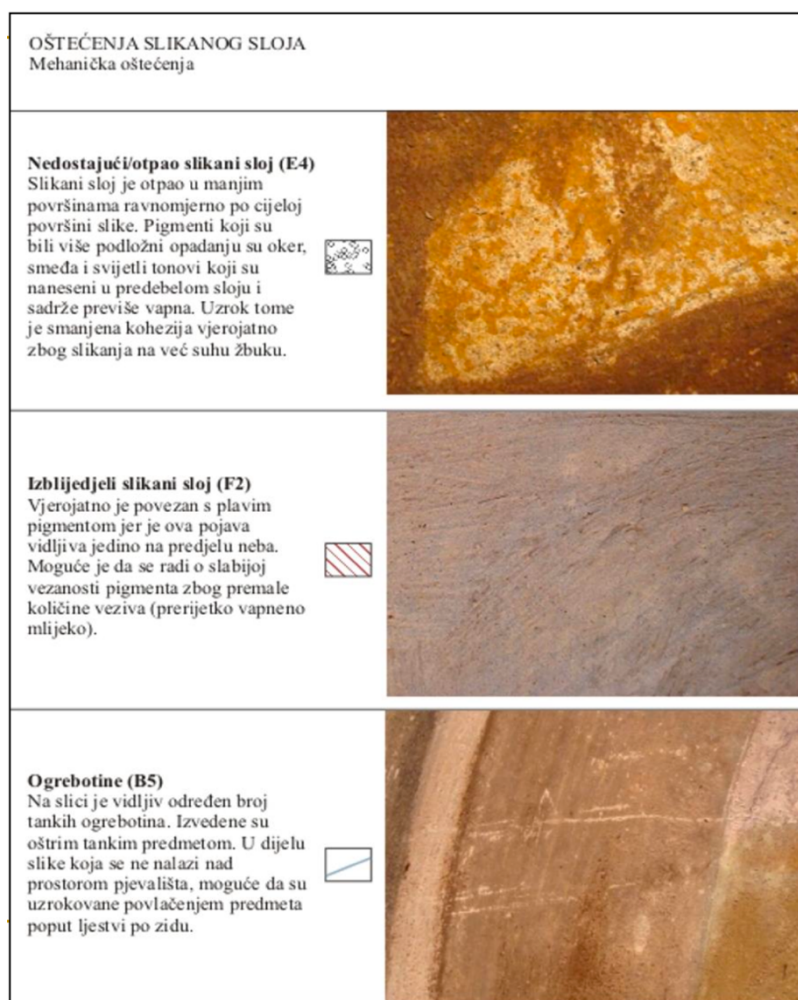 OŠTEĆENJA SLIKANOG SLOJA
Mehanička oštećenja
Nedostajući/otpao slikani sloj (E4)
Slikani sloj je otpao u manjim
površinama ravnomjerno po cijeloj
površini slike. Pigmenti koji su
bili više podložni opadanju su oker,
smeđa i svijetli tonovi koji su
naneseni u predebelom sloju i
sadrže previše vapna. Uzrok tome
je smanjena kohezija vjerojatno
zbog slikanja na već suhu žbuku.
Izblijedjeli slikani sloj (F2)
Vjerojatno je povezan s plavim
pigmentom jer je ova pojava
vidljiva jedino na predjelu neba.
Moguće je da se radi o slabijoj
vezanosti pigmenta zbog premale
količine veziva (prerijetko vapneno
mlijeko).
Ogrebotine (B5)
Na slici je vidljiv određen broj
tankih ogrebotina. Izvedene su
oštrim tankim predmetom. U dijelu
slike koja se ne nalazi nad
prostorom pjevališta, moguće da su
uzrokovane povlačenjem predmeta
poput ljestvi po zidu.